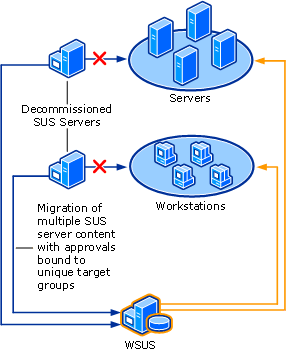 Servers
Decommissioned
SUS Servers
Workstations
Migration of
multiple SUS
server content
with approvals
bound to
unique target
groups
WSUS